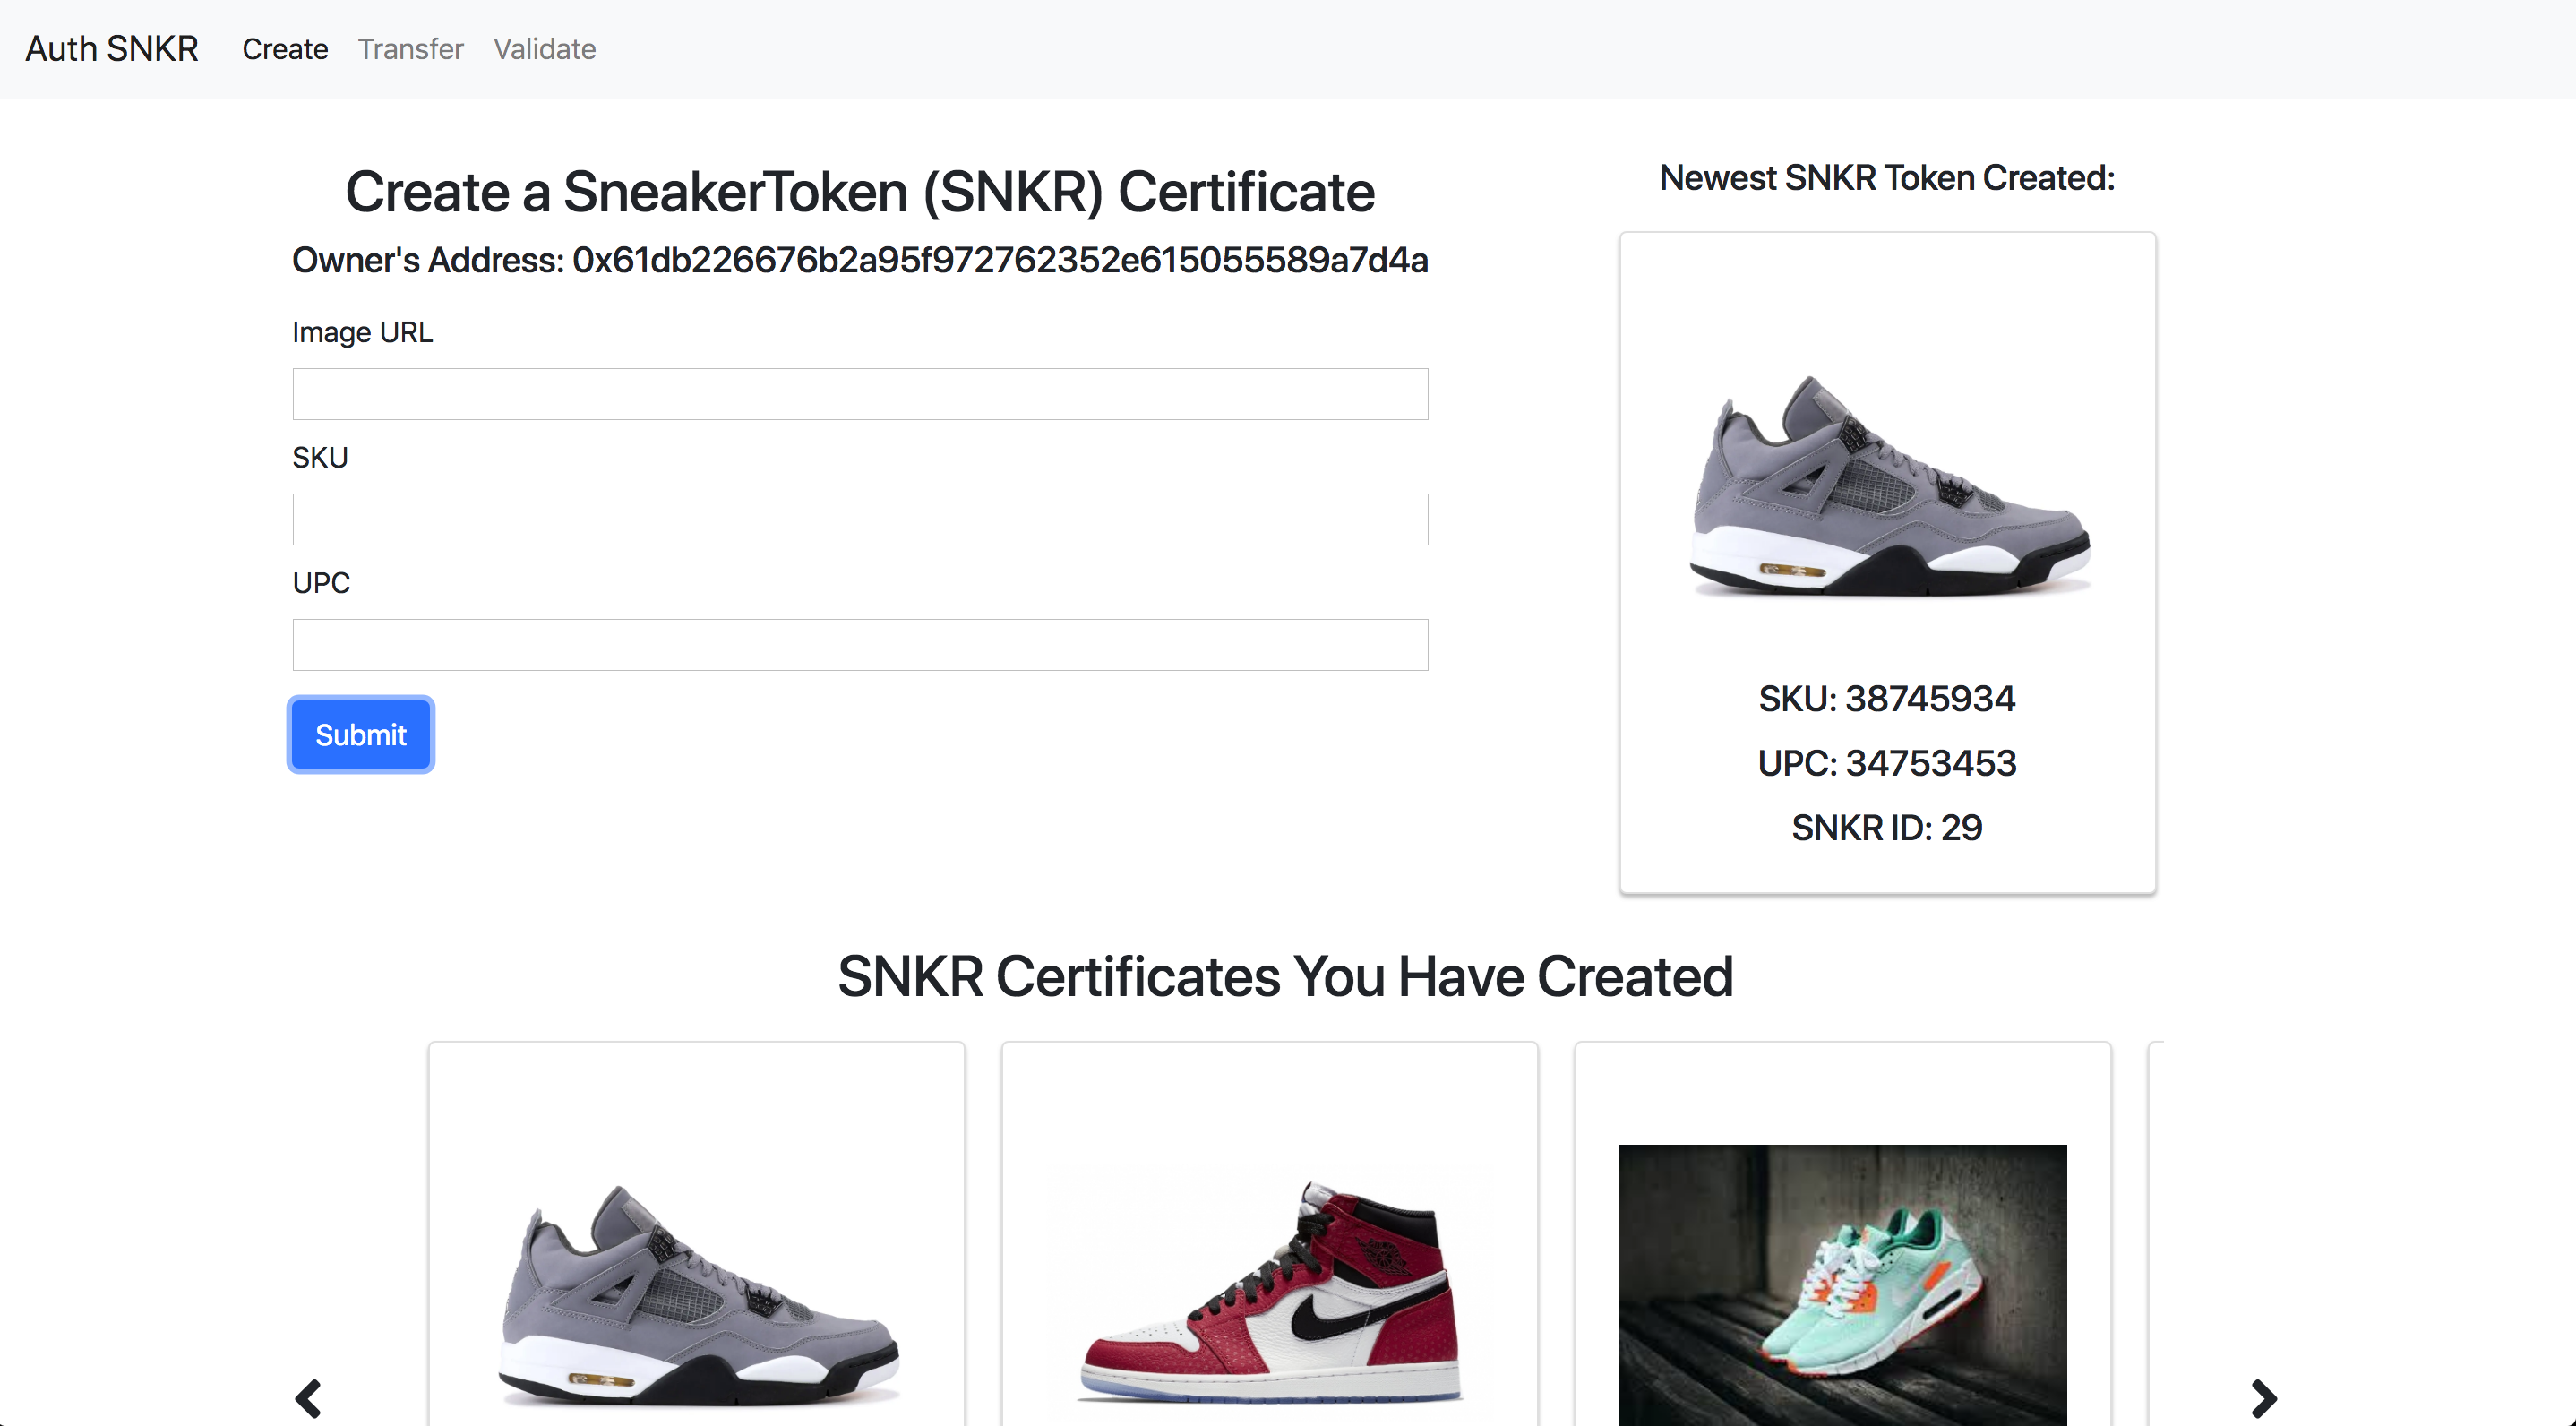 Auth SNKR Create Transfer Validate
Create a SneakerToken (SNKR) Certificate
Owner's Address: 0x61db226676b2a95f972762352e615055589a7d4a
Image URL
SKU
UPC
Submit
Newest SNKR Token Created:
SKU: 38745934
UPC: 34753453
SNKR ID: 29
SNKR Certificates You Have Created